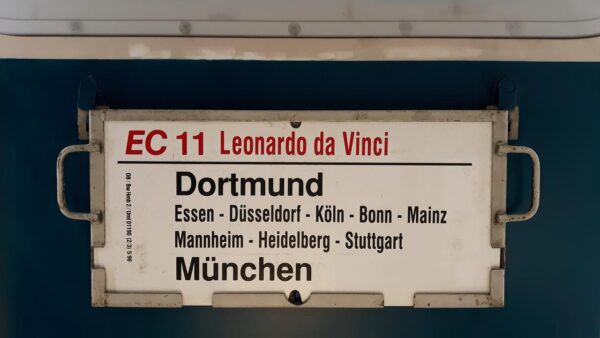 EC 11 Leonardo da Vinci
Dortmund
Essen - Düsseldorf - Köln - Bonn - Mainz
Mannheim - Heidelberg - Stuttgart
München